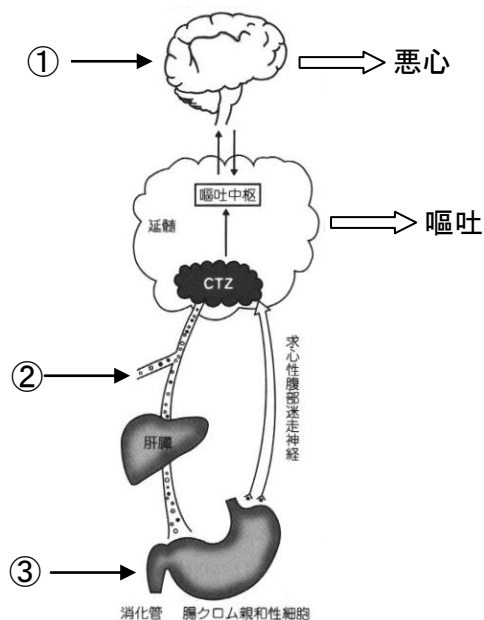 ①
悪心
嘔吐中枢
延髄
嘔吐
CTZ
②
求心性腹部迷走神経
肝臓
③
消化管 腸クロム親和性細胞